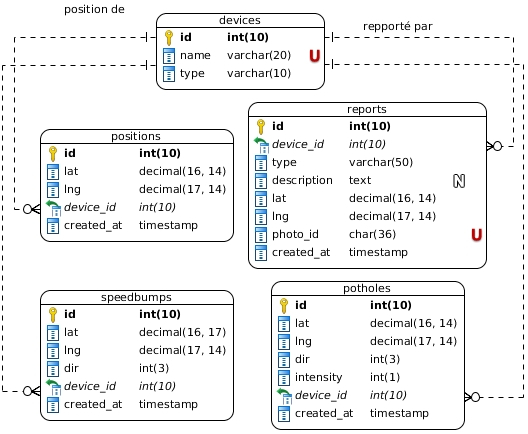 position de
repporté par
devices
id int(10)
name varchar(20) U
type varchar(10)
reports
id int(10)
device_id int(10)
type varchar(50)
description text N
lat decimal(16, 14)
lng decimal(17, 14)
photo_id char(36) U
created_at timestamp
positions
id int(10)
lat decimal(16, 14)
lng decimal(17, 14)
device_id int(10)
created_at timestamp
speedbumps
id int(10)
lat decimal(16, 17)
lng decimal(17, 14)
dir int(3)
device_id int(10)
created_at timestamp
potholes
id int(10)
lat decimal(16, 14)
lng decimal(17, 14)
dir int(3)
intensity int(1)
device_id int(10)
created_at timestamp